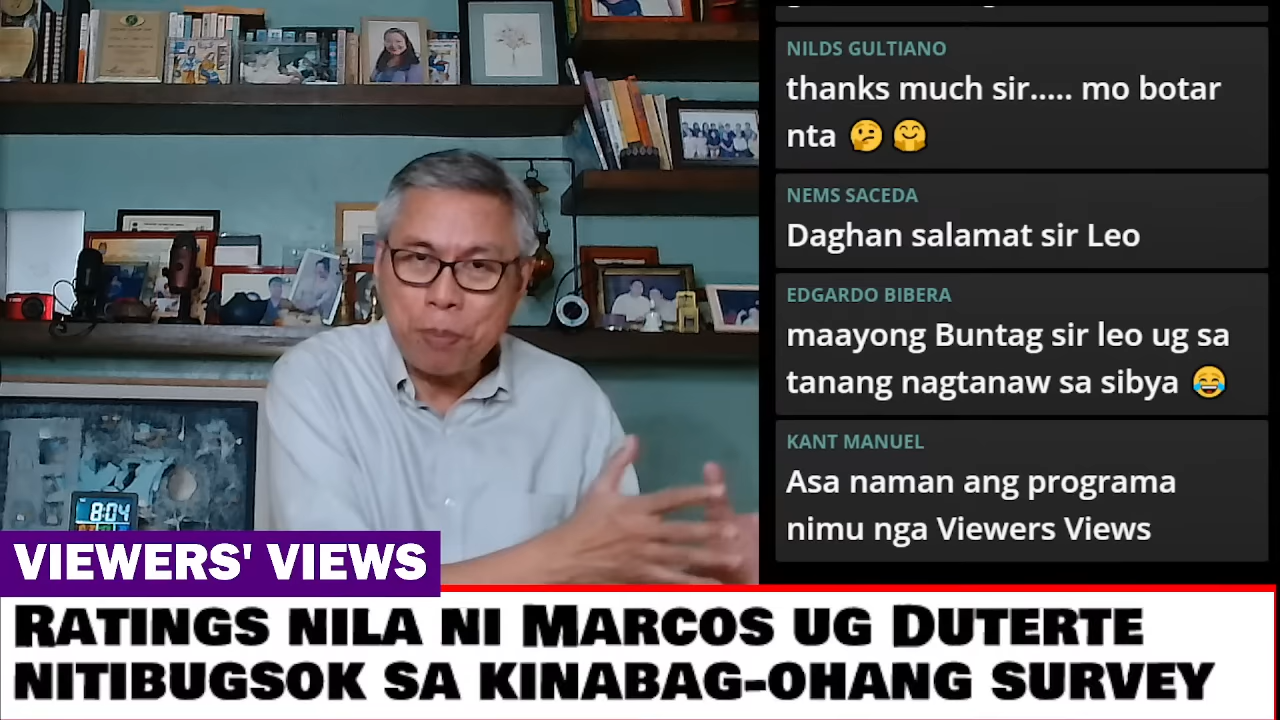 NILDS GULTIANO
thanks much sir..... mo botar
nta 🤔 🤗
NEMS SACEDA
Daghan salamat sir Leo
EDGARDO BIBERA
maayong Buntag sir leo ug sa
tanang nagtanaw sa sibya 😂
KANT MANUEL
Asa naman ang programa
nimu nga Viewers Views
8:04
VIEWERS' VIEWS
RATINGS NILA NI MARCOS UG DUTERTE
NITIBUGSOK SA KINABAG-OHANG SURVEY